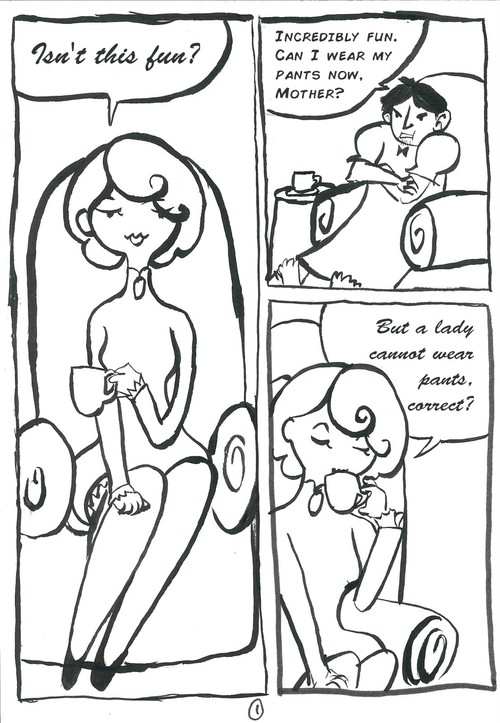 Isn't this fun?
INCREDIBLY FUN.
CAN I WEAR MY
PANTS NOW,
MOTHER?
But a lady
cannot wear
pants,
correct?
1